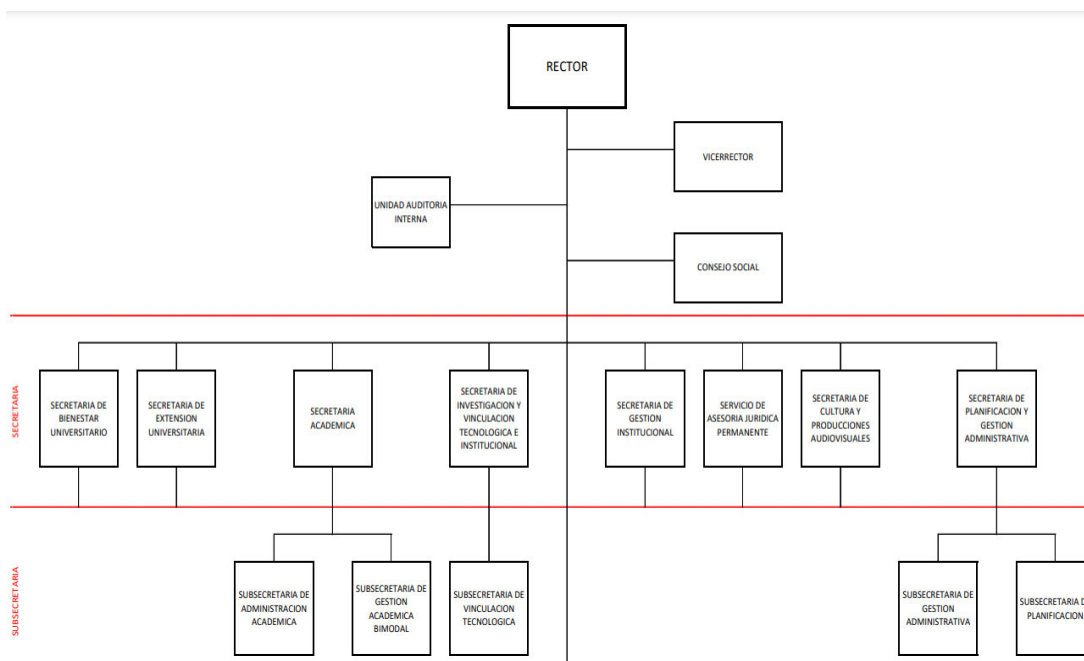 RECTOR
VICERRECTOR
UNIDAD AUDITORIA
INTERNA
CONSEJO SOCIAL
SECRETARIA
SECRETARIA DE
BIENESTAR
UNIVERSITARIO
SECRETARIA DE
EXTENSION
UNIVERSITARIA
SECRETARIA
ACADEMICA
SECRETARIA DE
INVESTIGACION Y
VINCULACION
TECNOLOGICA E
INSTITUCIONAL
SECRETARIA DE
GESTION
INSTITUCIONAL
SERVICIO DE
ASESORIA JURIDICA
PERMANENTE
SECRETARIA DE
CULTURA Y
PRODUCCIONES
AUDIOVISUALES
SECRETARIA DE
PLANIFICACION Y
GESTION
ADMINISTRATIVA
SUBSECRETARIA
SUBSECRETARIA DE
ADMINISTRACION
ACADEMICA
SUBSECRETARIA DE
GESTION
ACADEMICA
BIMODAL
SUBSECRETARIA DE
VINCULACION
TECNOLOGICA
SUBSECRETARIA DE
GESTION
ADMINISTRATIVA
SUBSECRETARIA
PLANIFICACION